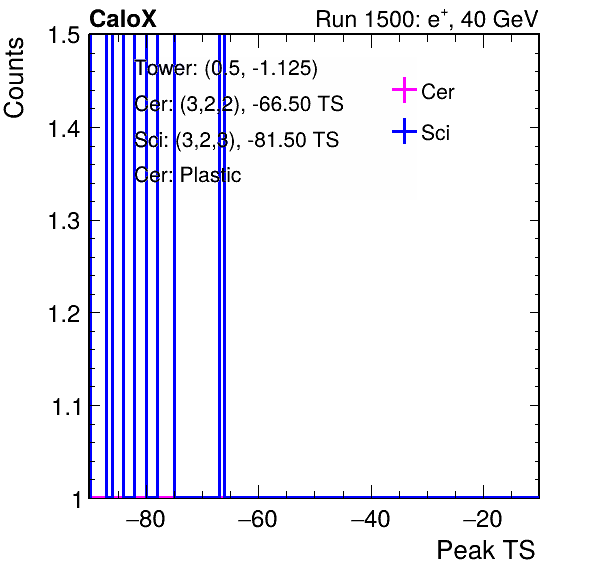 CaloX
Run 1500: e+, 40 GeV
Counts
1.5
1.4
1.3
1.2
1.1
1
Tower: (0.5, -1.125)
Cer: (3,2,2), -66.50 TS
Sci: (3,2,3), -81.50 TS
Cer: Plastic
Cer
Sci
−80
−60
−40
−20
Peak TS